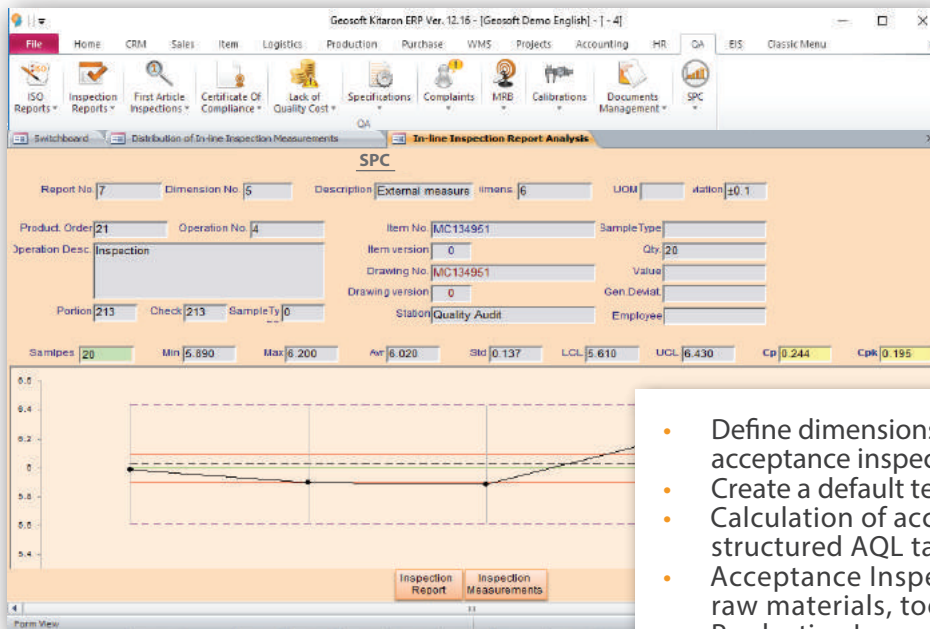 Geosoft Kitaron ERP Ver. 12.16 - [Geosoft Demo English] - [ - 4]
File Home CRM Sales Item Logistics Production Purchase WMS Projects Accounting HR QA EIS Classic Menu
ISO Reports Inspection Reports First Article Inspections Certificate Of Compliance Lack of Quality Cost Specifications Complaints MRB Calibrations Documents Management SPC
QA
Switchboard Distribution of In-line Inspection Measurements In-line Inspection Report Analysis
SPC
Report No. 7 Dimension No. 5 Description External measure imens. 6 UOM viation ±0.1
Product. Order 21 Operation No. 4 Item No. MC134951 Sample Type
Operation Desc. Inspection Item version 0 Qty. 20
Drawing No. MC134951 Value
Drawing version 0 Gen.Deviat.
Portion 213 Check 213 SampleTy 0 Station Quality Audit Employee
Samlpes 20 Min 5.890 Max 6.200 Avr 6.020 Std 0.137 LCL 5.610 UCL 6.430 Cp 0.244 Cpk 0.195
6.6
6.4
6.2
6
5.8
5.6
5.4
Inspection Report Inspection Measurements
Form View
• Define dimensions
acceptance inspec
• Create a default te
• Calculation of acc
structured AQL ta
• Acceptance Inspe
raw materials, too